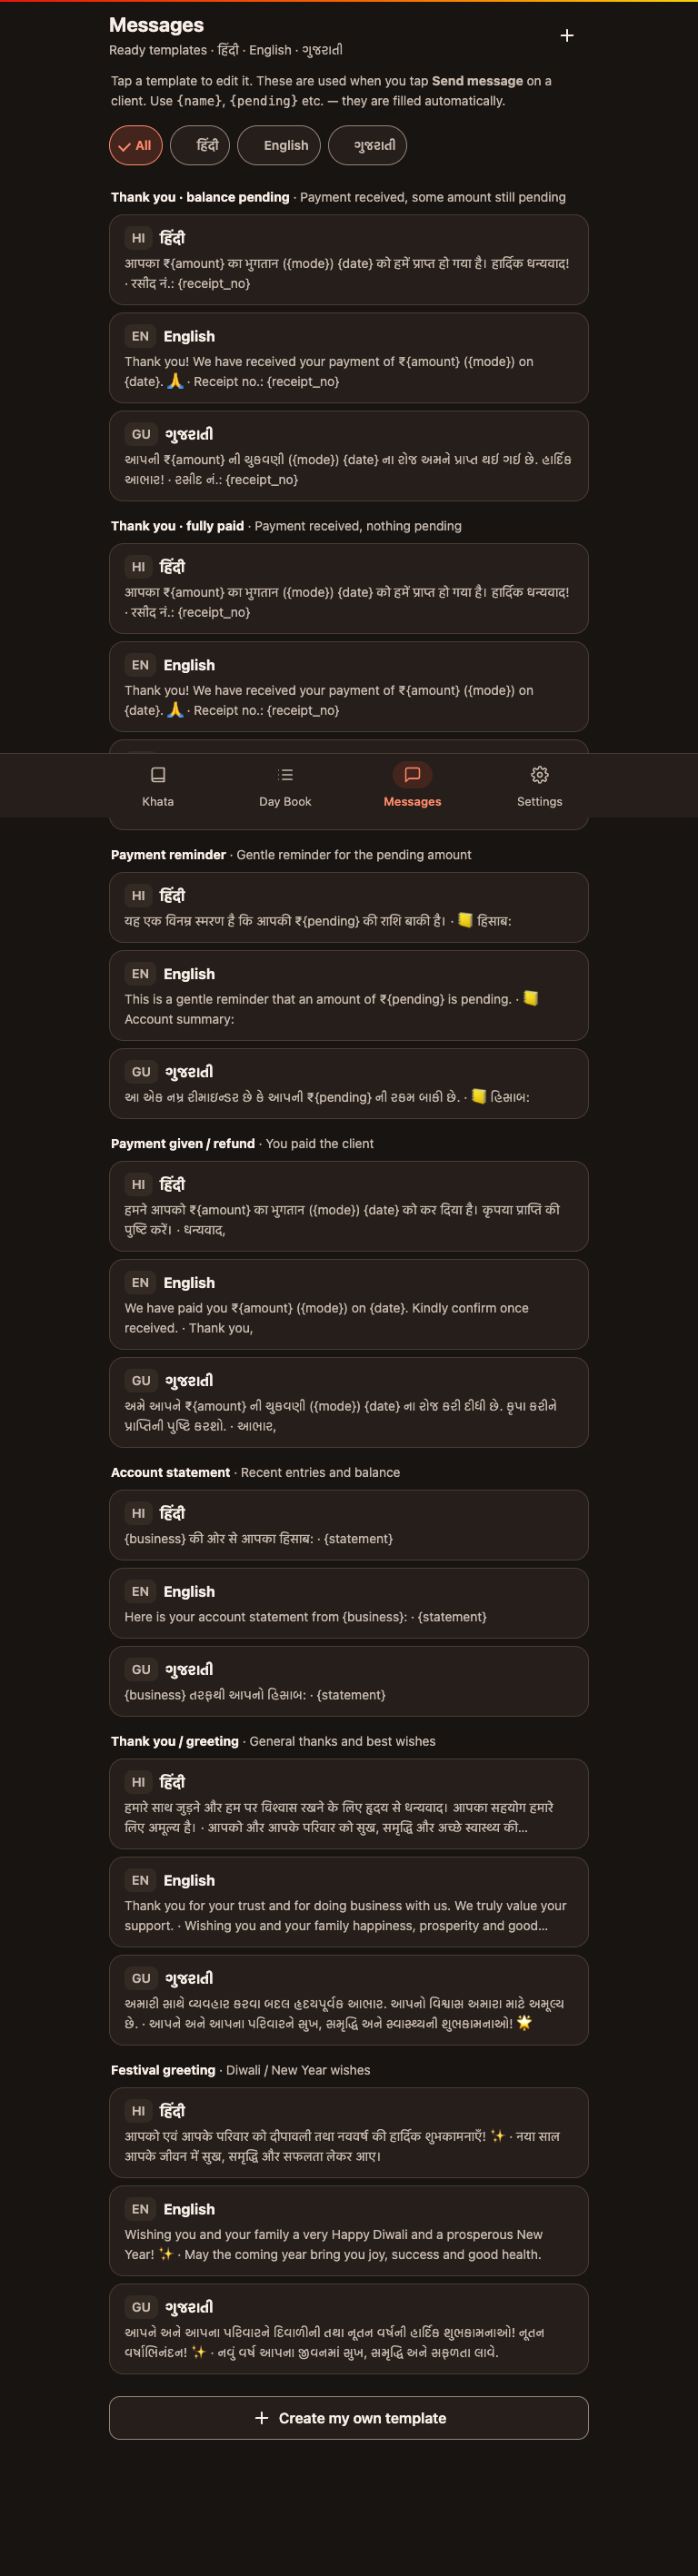 Messages
Ready templates · हिंदी · English · ગુજરાતી
Tap a template to edit it. These are used when you tap Send message on a
client. Use {name}, {pending} etc. — they are filled automatically.
All
हिंदी
English
ગુજરાતી
Thank you · balance pending · Payment received, some amount still pending
HI हिंदी
आपका ₹{amount} का भुगतान ({mode}) {date} को हमें प्राप्त हो गया है। हार्दिक धन्यवाद!
· रसीद नं.: {receipt_no}
EN English
Thank you! We have received your payment of ₹{amount} ({mode}) on
{date}. 🙏 · Receipt no.: {receipt_no}
GU ગુજરાતી
આપની ₹{amount} ની ચુકવણી ({mode}) {date} ના રોજ અમને પ્રાપ્ત થઈ ગઈ છે. હાર્દિક
આભાર! · રસીદ નં.: {receipt_no}
Thank you · fully paid · Payment received, nothing pending
HI हिंदी
आपका ₹{amount} का भुगतान ({mode}) {date} को हमें प्राप्त हो गया है। हार्दिक धन्यवाद!
· रसीद नं.: {receipt_no}
EN English
Thank you! We have received your payment of ₹{amount} ({mode}) on
{date}. 🙏 · Receipt no.: {receipt_no}
Khata
Day Book
Messages
Settings
Payment reminder · Gentle reminder for the pending amount
HI हिंदी
यह एक विनम्र स्मरण है कि आपकी ₹{pending} की राशि बाकी है। · 📒 हिसाब:
EN English
This is a gentle reminder that an amount of ₹{pending} is pending. · 📒
Account summary:
GU ગુજરાતી
આ એક નમ્ર રીમાઇન્ડર છે કે આપની ₹{pending} ની રકમ બાકી છે. · 📒 હિસાબ:
Payment given / refund · You paid the client
HI हिंदी
हमने आपको ₹{amount} का भुगतान ({mode}) {date} को कर दिया है। कृपया प्राप्ति की
पुष्टि करें। · धन्यवाद,
EN English
We have paid you ₹{amount} ({mode}) on {date}. Kindly confirm once
received. · Thank you,
GU ગુજરાતી
અમે આપને ₹{amount} ની ચુકવણી ({mode}) {date} ના રોજ કરી દીધી છે. કૃપા કરીને
પ્રાપ્તિની પુષ્ટિ કરશો. · આભાર,
Account statement · Recent entries and balance
HI हिंदी
{business} की ओर से आपका हिसाब: · {statement}
EN English
Here is your account statement from {business}: · {statement}
GU ગુજરાતી
{business} તરફથી આપનો હિસાબ: · {statement}
Thank you / greeting · General thanks and best wishes
HI हिंदी
हमारे साथ जुड़ने और हम पर विश्वास रखने के लिए हृदय से धन्यवाद। आपका सहयोग हमारे
लिए अमूल्य है। · आपको और आपके परिवार को सुख, समृद्धि और अच्छे स्वास्थ्य की…
EN English
Thank you for your trust and for doing business with us. We truly value your
support. · Wishing you and your family happiness, prosperity and good…
GU ગુજરાતી
અમારી સાથે વ્યવહાર કરવા બદલ હૃદયપૂર્વક આભાર. આપનો વિશ્વાસ અમારા માટે અમૂલ્ય
છે. · આપને અને આપના પરિવારને સુખ, સમૃદ્ધિ અને સ્વાસ્થ્યની શુભકામનાઓ! 🌟
Festival greeting · Diwali / New Year wishes
HI हिंदी
आपको एवं आपके परिवार को दीपावली तथा नववर्ष की हार्दिक शुभकामनाएँ! ✨ · नया साल
आपके जीवन में सुख, समृद्धि और सफलता लेकर आए।
EN English
Wishing you and your family a very Happy Diwali and a prosperous New
Year! ✨ · May the coming year bring you joy, success and good health.
GU ગુજરાતી
આપને અને આપના પરિવારને દિવાળીની તથા નૂતન વર્ષની હાર્દિક શુભકામનાઓ! નૂતન
વર્ષાભિનંદન! ✨ · નવું વર્ષ આપના જીવનમાં સુખ, સમૃદ્ધિ અને સફળતા લાવે.
Create my own template